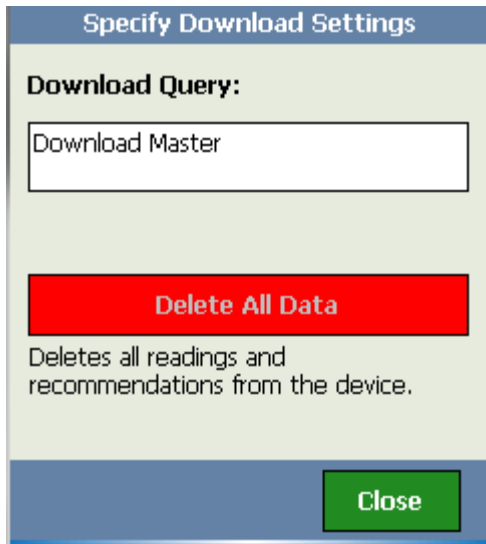 Specify Download Settings
Download Query:
Download Master
Delete All Data
Deletes all readings and
recommendations from the device.
Close